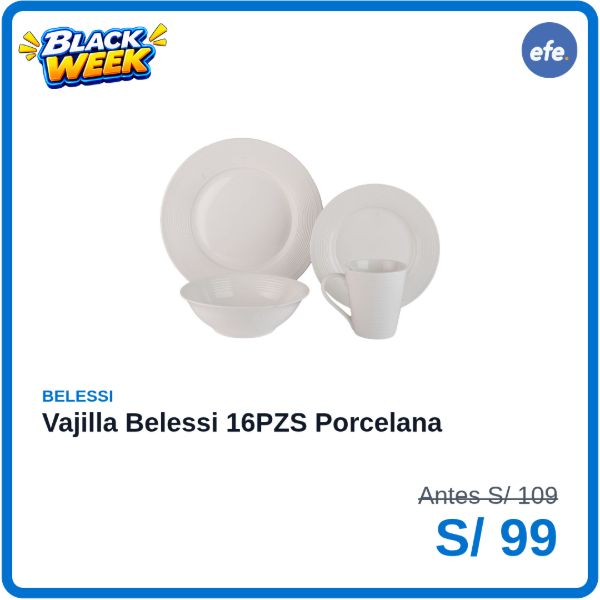 BLACK
WEEK
efe.
BELESSI
Vajilla Belessi 16PZS Porcelana
Antes S/ 109
S/ 99